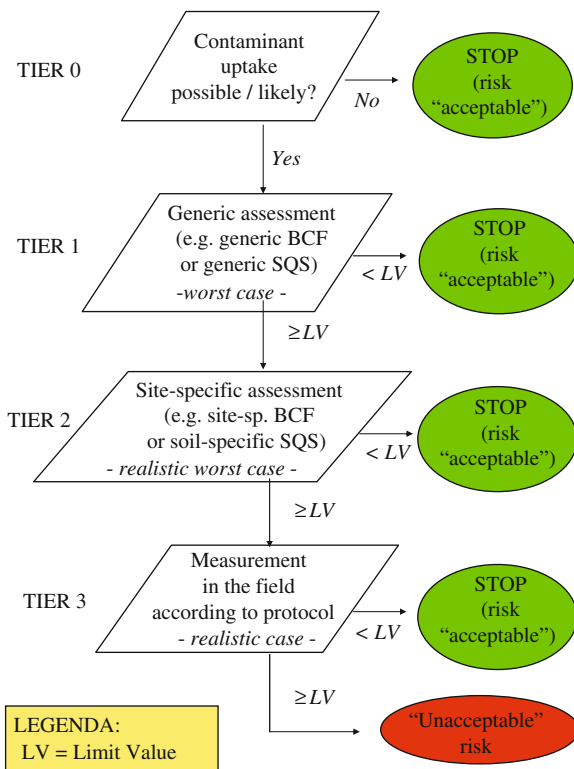 TIER 0
Contaminant
uptake
possible / likely?
No
STOP
(risk
“acceptable”)
Yes
TIER 1
Generic assessment
(e.g. generic BCF
or generic SQS)
-worst case -
< LV
STOP
(risk
“acceptable”)
≥LV
TIER 2
Site-specific assessment
(e.g. site-sp. BCF
or soil-specific SQS)
- realistic worst case -
< LV
STOP
(risk
“acceptable”)
≥LV
TIER 3
Measurement
in the field
according to protocol
- realistic case -
< LV
STOP
(risk
“acceptable”)
≥LV
“Unacceptable”
risk
LEGENDA:
LV = Limit Value